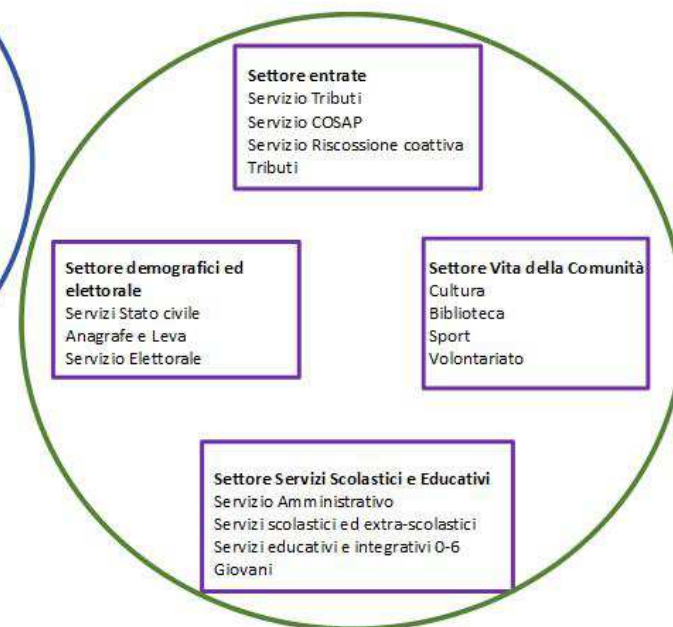 Settore entrate
Servizio Tributi
Servizio COSAP
Servizio Riscossione coattiva
Tributi
Settore demografici ed
elettorale
Servizi Stato civile
Anagrafe e Leva
Servizio Elettorale
Settore Vita della Comunità
Cultura
Biblioteca
Sport
Volontariato
Settore Servizi Scolastici e Educativi
Servizio Amministrativo
Servizi scolastici ed extra-scolastici
Servizi educativi e integrativi 0-6
Giovani